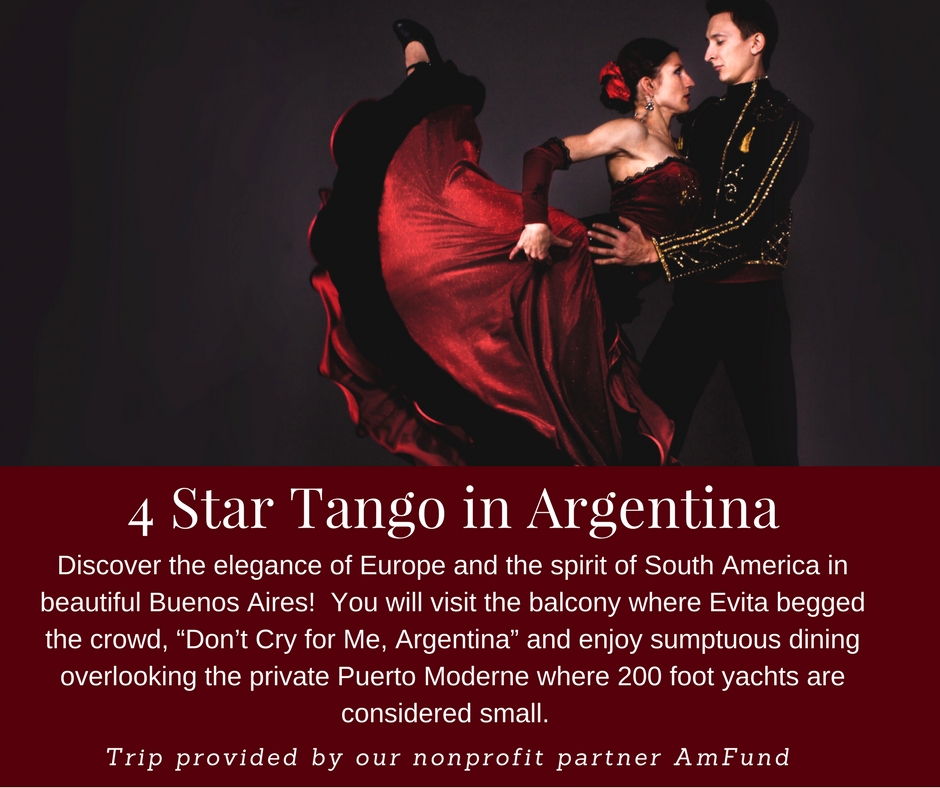 4 Star Tango in Argentina
Discover the elegance of Europe and the spirit of South America in
beautiful Buenos Aires!  You will visit the balcony where Evita begged
the crowd, “Don’t Cry for Me, Argentina” and enjoy sumptuous dining
overlooking the private Puerto Moderne where 200 foot yachts are
considered small.
Trip provided by our nonprofit partner AmFund